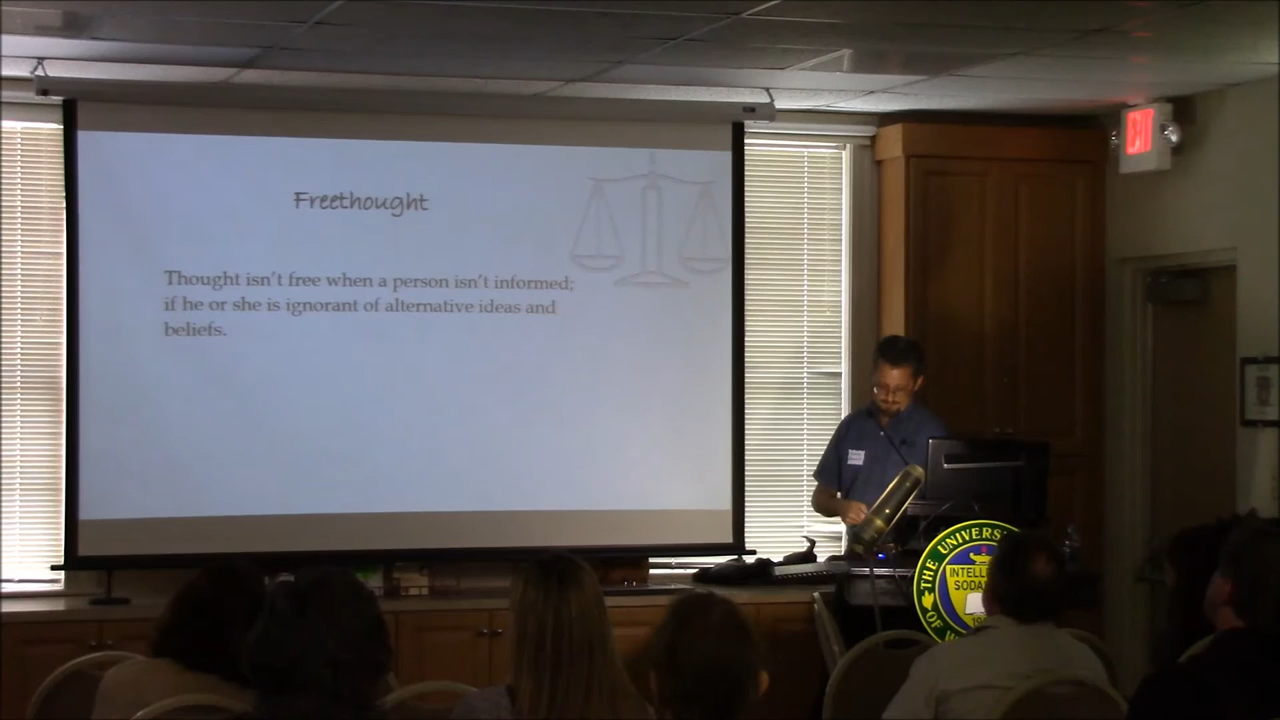 Freethought
Thought isn't free when a person isn't informed;
if he or she is ignorant of alternative ideas and
beliefs.
EXIT
THE UNIVERS
INTELL
SODA
19
OF W